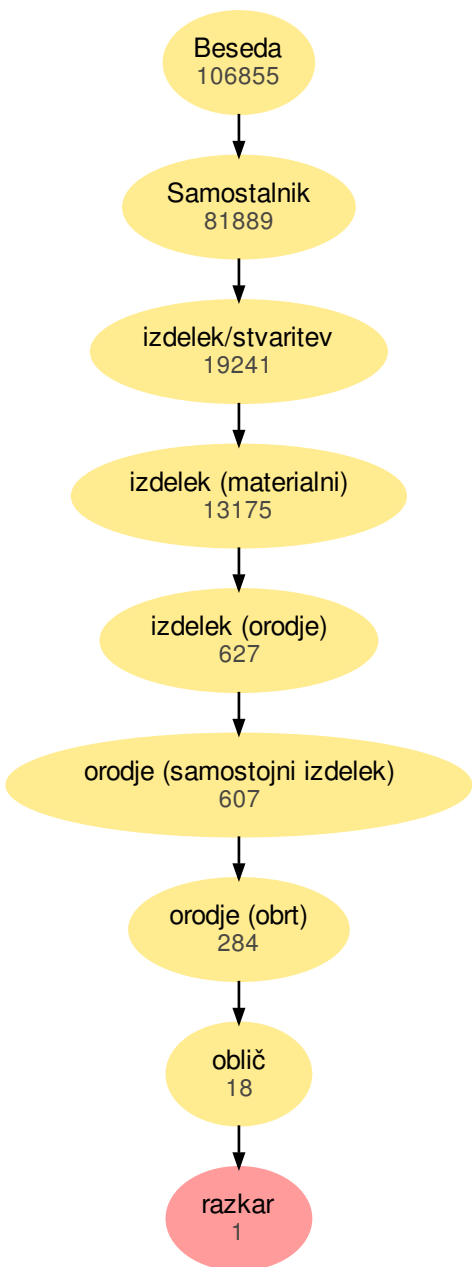 Beseda
106855
Samostalnik
81889
izdelek/stvaritev
19241
izdelek (materialni)
13175
izdelek (orodje)
627
orodje (samostojni izdelek)
607
orodje (obrt)
284
oblič
18
razkar
1